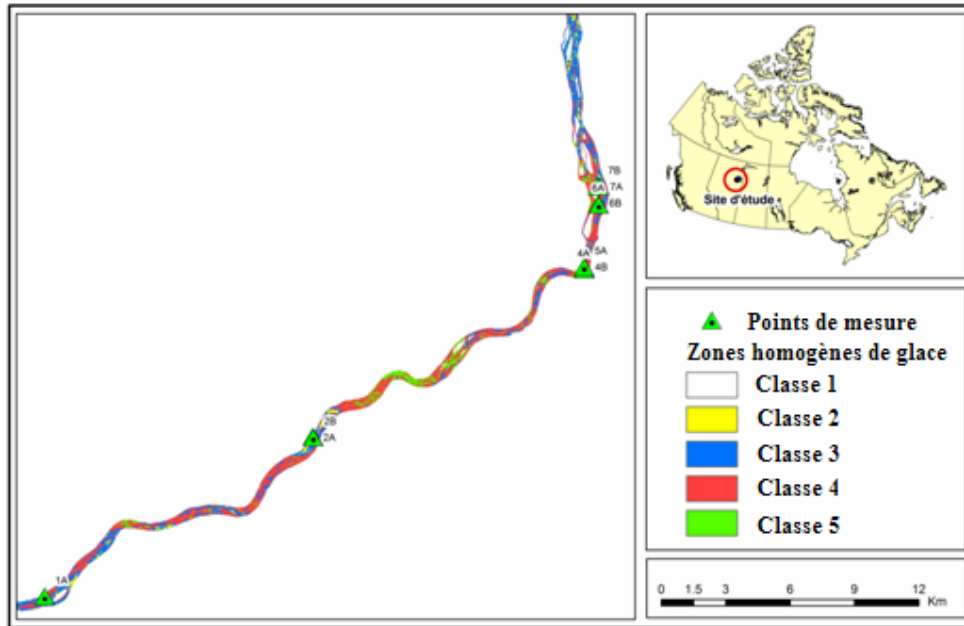 7B
6A
7A
6B
5A
4A
4B
2B
2A
1A
Site d'étude
Points de mesure
Zones homogènes de glace
Classe 1
Classe 2
Classe 3
Classe 4
Classe 5
0 1.5 3 6 9 12
Km